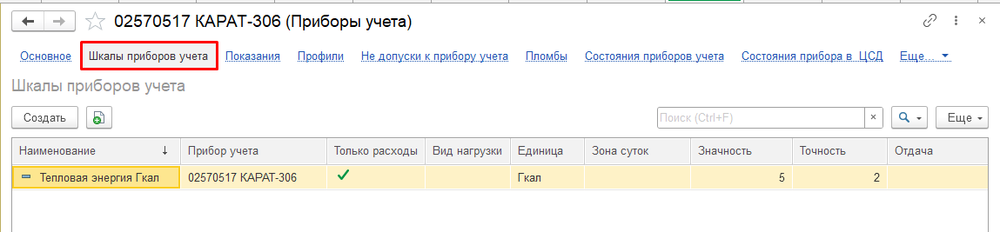 02570517 КАРАТ-306 (Приборы учета)
Основное Шкалы приборов учета Показания Профили Не допуски к прибору учета Пломбы Состояния приборов учета Состояния прибора в ЦСД Еще...
Шкалы приборов учета
Создать Поиск (Ctrl+F) Еще
Наименование Прибор учета Только расходы Вид нагрузки Единица Зона суток Значность Точность Отдача
Тепловая энергия Гкал 02570517 КАРАТ-306 Гкал 5 2